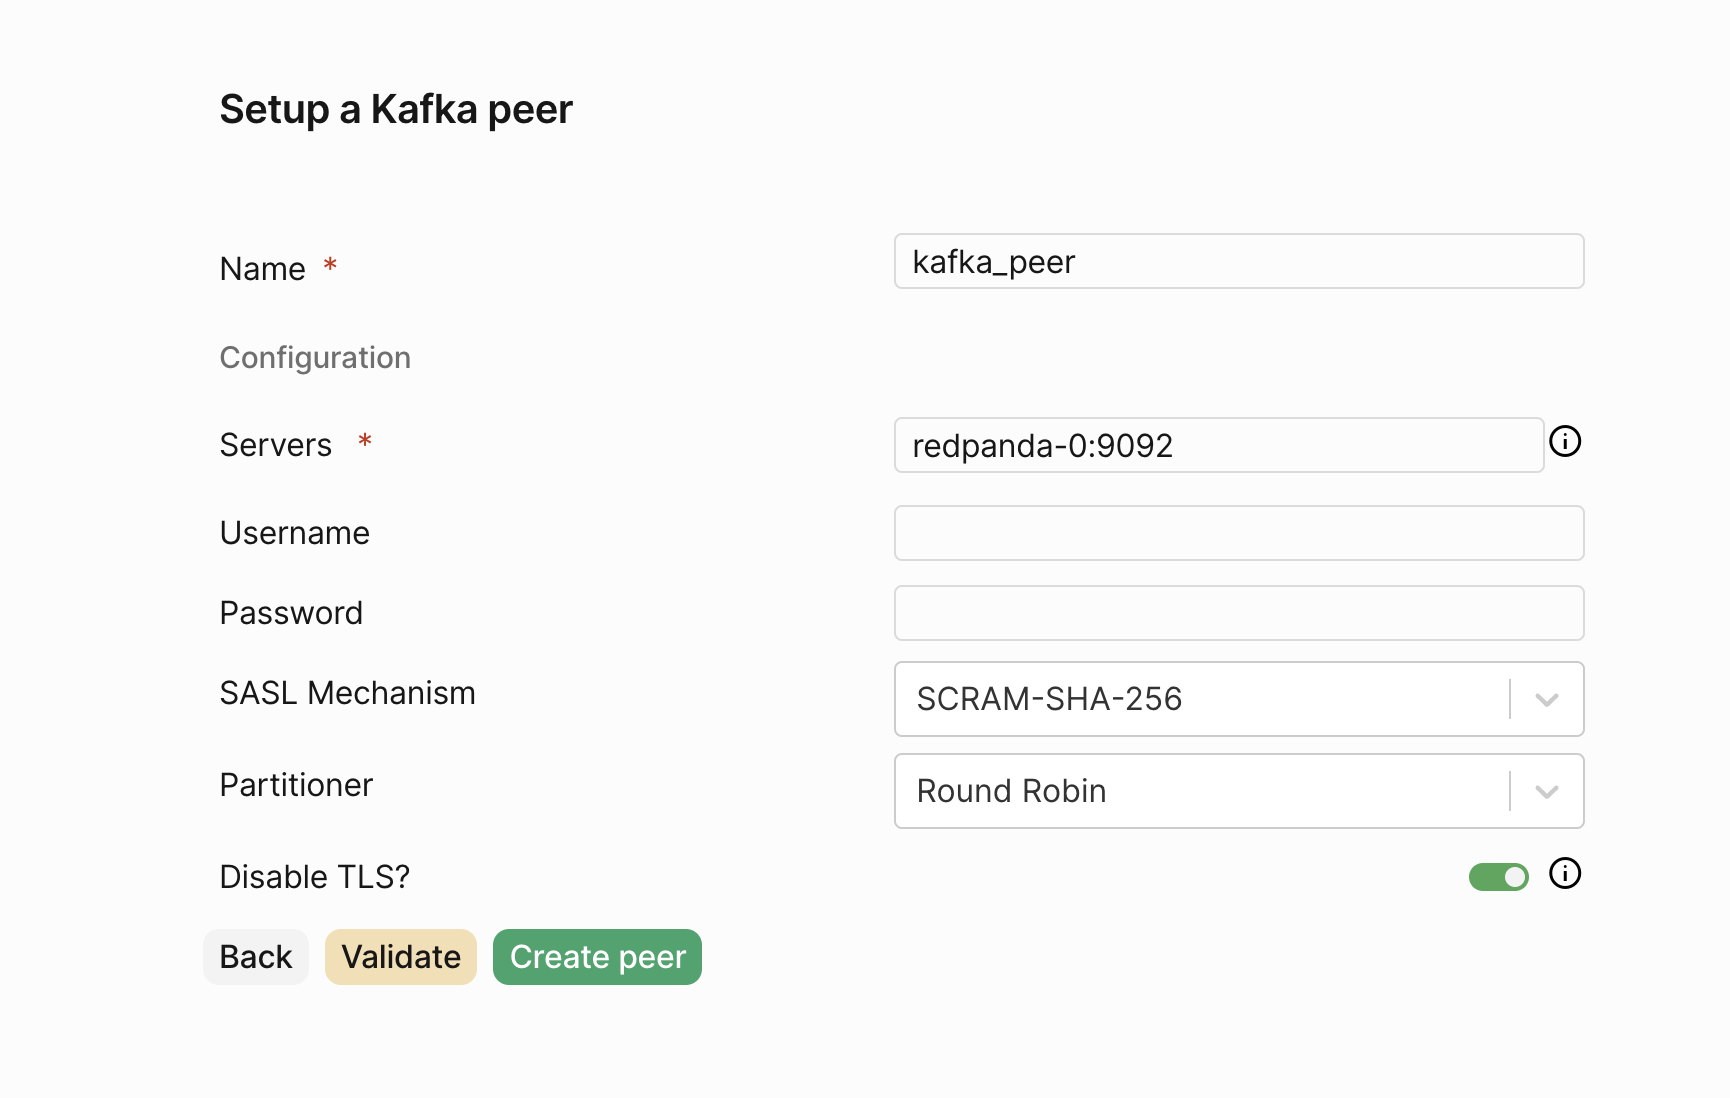 Setup a Kafka peer
Name *
kafka_peer
Configuration
Servers *
redpanda-0:9092
Username
Password
SASL Mechanism
SCRAM-SHA-256
Partitioner
Round Robin
Disable TLS?
Back
Validate
Create peer